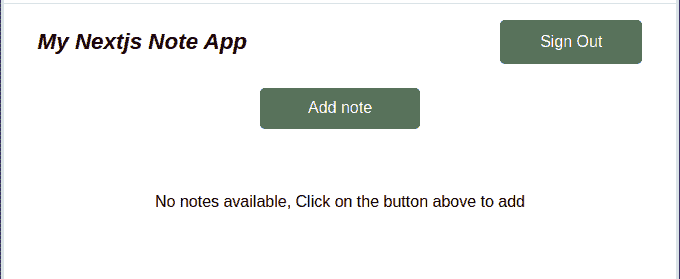 My Nextjs Note App
Sign Out
Add note
No notes available, Click on the button above to add